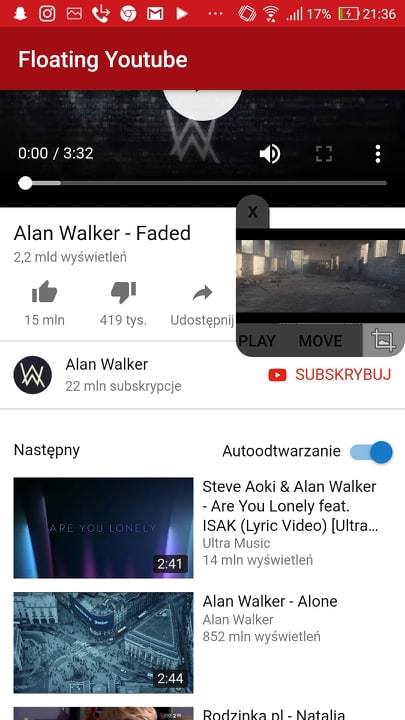 17% 21:36
Floating Youtube
0:00 / 3:32
X
Alan Walker - Faded
2,2 mld wyświetleń
15 mln
419 tys.
Udostępnij
PLAY MOVE
Alan Walker
22 mln subskrypcje
SUBSKRYBUJ
Następny
Autoodtwarzanie
ARE YOU LONELY
2:41
Steve Aoki & Alan Walker
- Are You Lonely feat.
ISAK (Lyric Video) [Ultra...
Ultra Music
14 mln wyświetleń
2:44
Alan Walker - Alone
Alan Walker
852 mln wyświetleń
Rodzinka.pl - Natalia